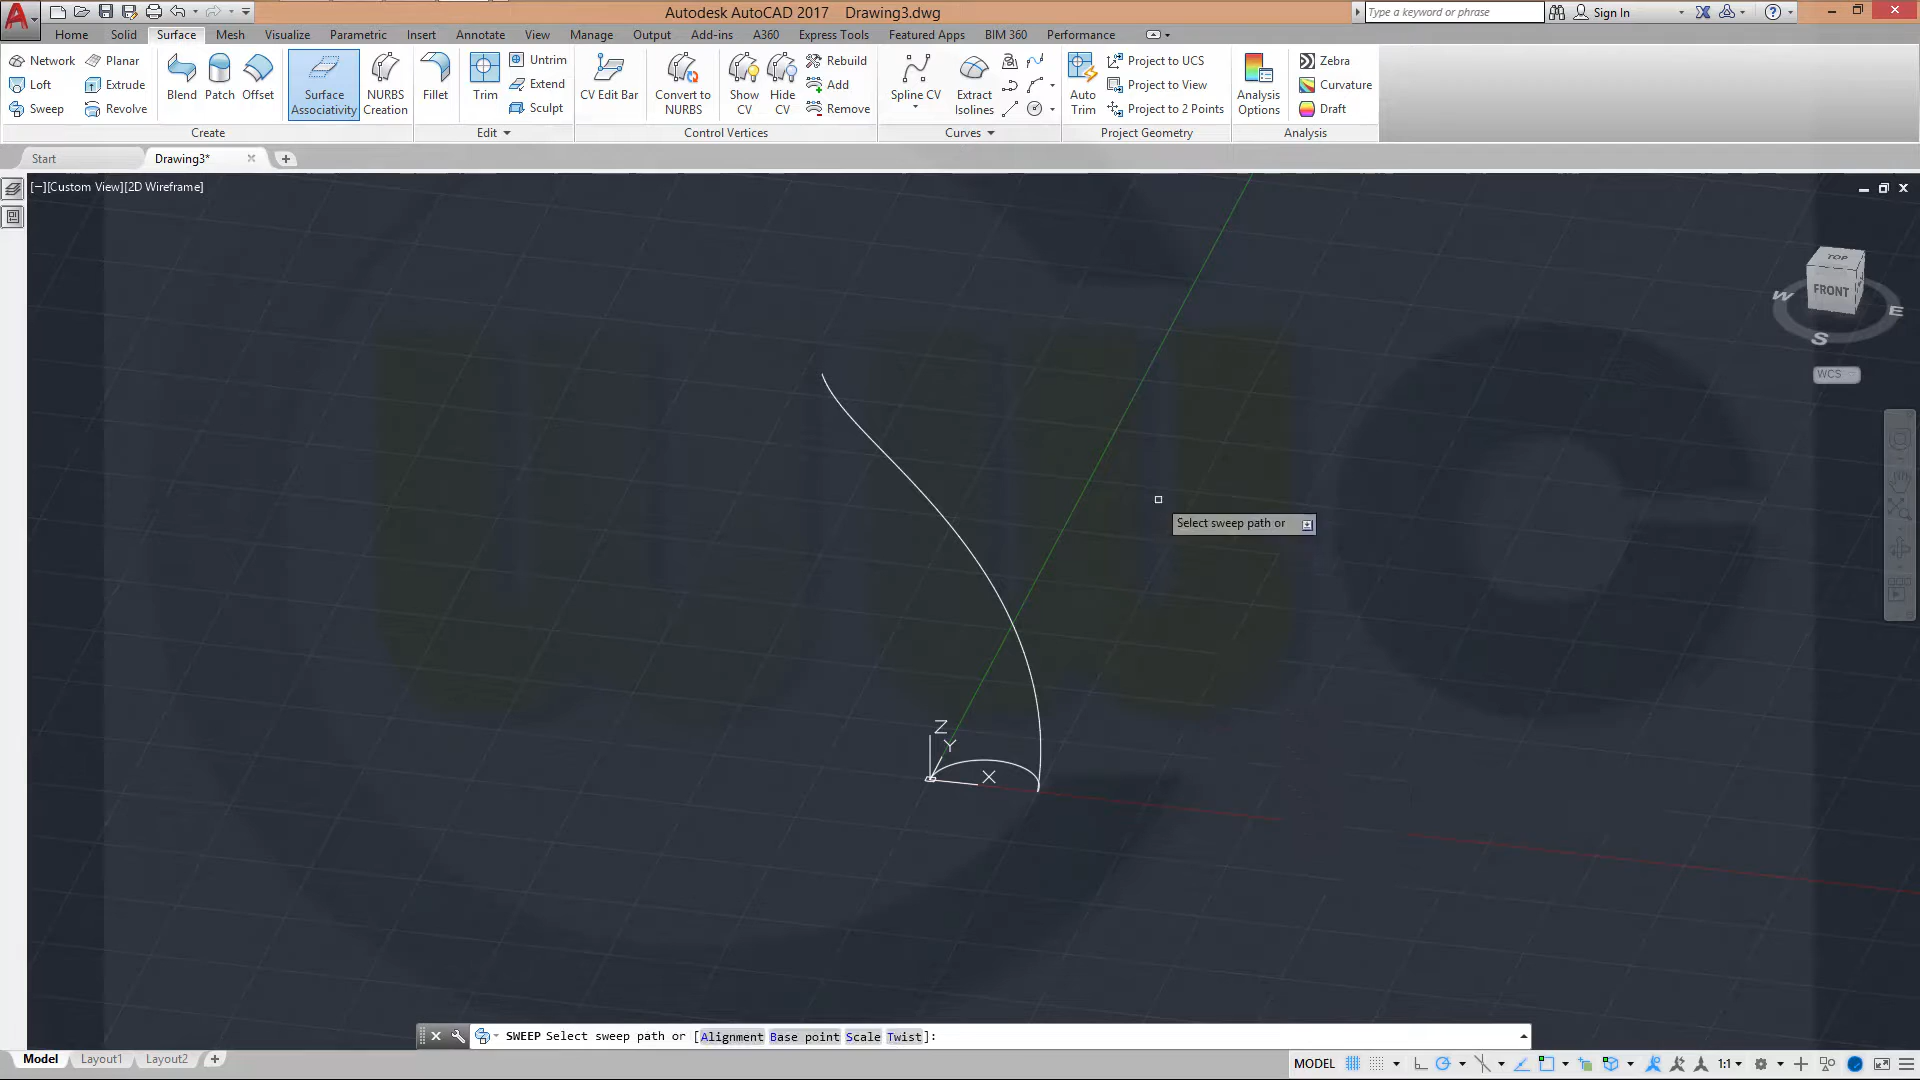 Autodesk AutoCAD 2017 Drawing3.dwg
Type a keyword or phrase
Sign In
Home Solid Surface Mesh Visualize Parametric Insert Annotate View Manage Output Add-ins A360 Express Tools Featured Apps BIM 360 Performance
Network Planar
Loft Extrude
Sweep Revolve
Blend Patch Offset
Surface
Associativity
NURBS
Creation
Fillet
Trim
Untrim
Extend
Sculpt
CV Edit Bar
Convert to
NURBS
Show
CV
Hide
CV
Rebuild
Add
Remove
Spline CV
Extract
Isolines
Auto
Trim
Project to UCS
Project to View
Project to 2 Points
Analysis
Options
Zebra
Curvature
Draft
Create Edit Control Vertices Curves Project Geometry Analysis
Start Drawing3*
[−][Custom View][2D Wireframe]
TOP
FRONT
W
E
S
WCS
Select sweep path or
Z
Y
X
SWEEP Select sweep path or [Alignment Base point Scale Twist]:
Model Layout1 Layout2
MODEL 1:1